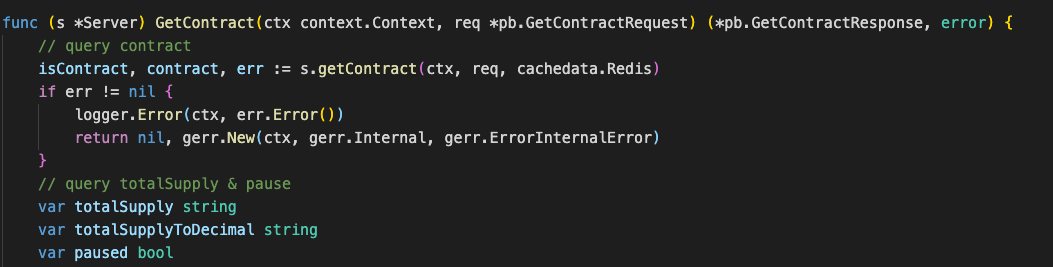 func (s *Server) GetContract(ctx context.Context, req *pb.GetContractRequest) (*pb.GetContractResponse, error) {
    // query contract
    isContract, contract, err := s.getContract(ctx, req, cachedata.Redis)
    if err != nil {
        logger.Error(ctx, err.Error())
        return nil, gerr.New(ctx, gerr.Internal, gerr.ErrorInternalError)
    }
    // query totalSupply & pause
    var totalSupply string
    var totalSupplyToDecimal string
    var paused bool